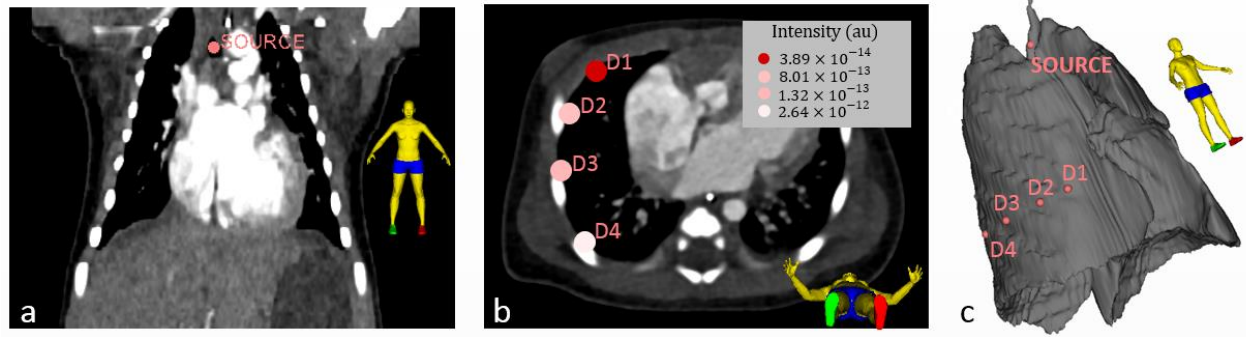 SOURCE
a
Intensity (au)
3.89 × 10⁻¹⁴
8.01 × 10⁻¹³
1.32 × 10⁻¹³
2.64 × 10⁻¹²
D1
D2
D3
D4
b
SOURCE
D1
D2
D3
D4
c